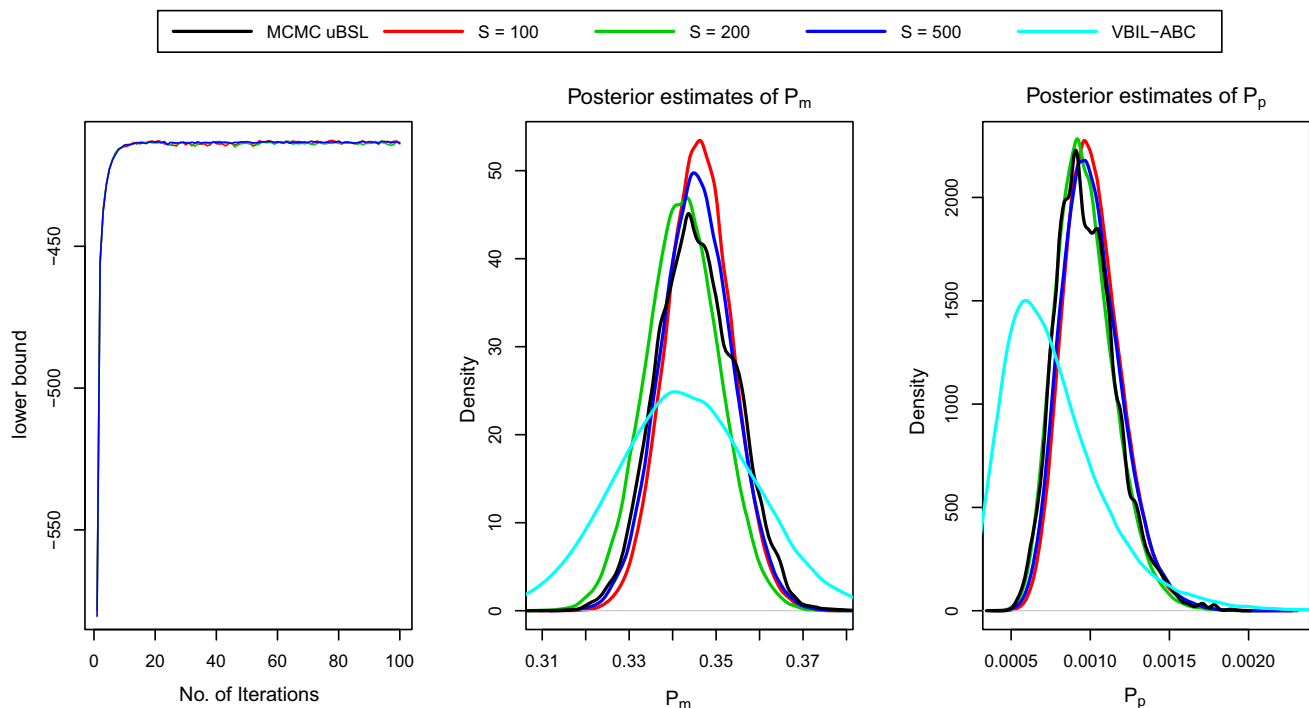 MCMC uBSL S = 100 S = 200 S = 500 VBIL−ABC
lower bound
−450
−500
−550
0 20 40 60 80 100
No. of Iterations
Posterior estimates of Pm
Density
50
40
30
20
10
0
0.31 0.33 0.35 0.37
Pm
Posterior estimates of Pp
Density
2000
1500
1000
500
0
0.0005 0.0010 0.0015 0.0020
Pp